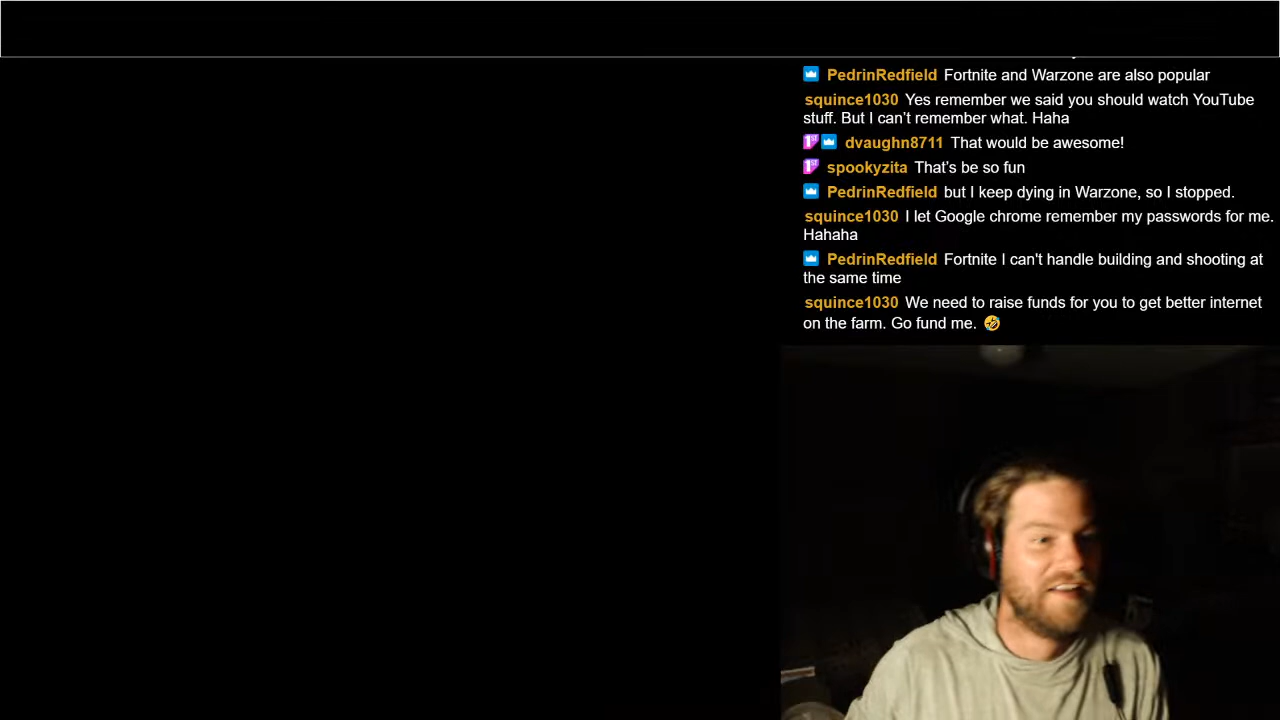 PedrinRedfield Fortnite and Warzone are also popular
squince1030 Yes remember we said you should watch YouTube
stuff. But I can't remember what. Haha
dvaughn8711 That would be awesome!
spookyzita That's be so fun
PedrinRedfield but I keep dying in Warzone, so I stopped.
squince1030 I let Google chrome remember my passwords for me.
Hahaha
PedrinRedfield Fortnite I can't handle building and shooting at
the same time
squince1030 We need to raise funds for you to get better internet
on the farm. Go fund me. 🤣